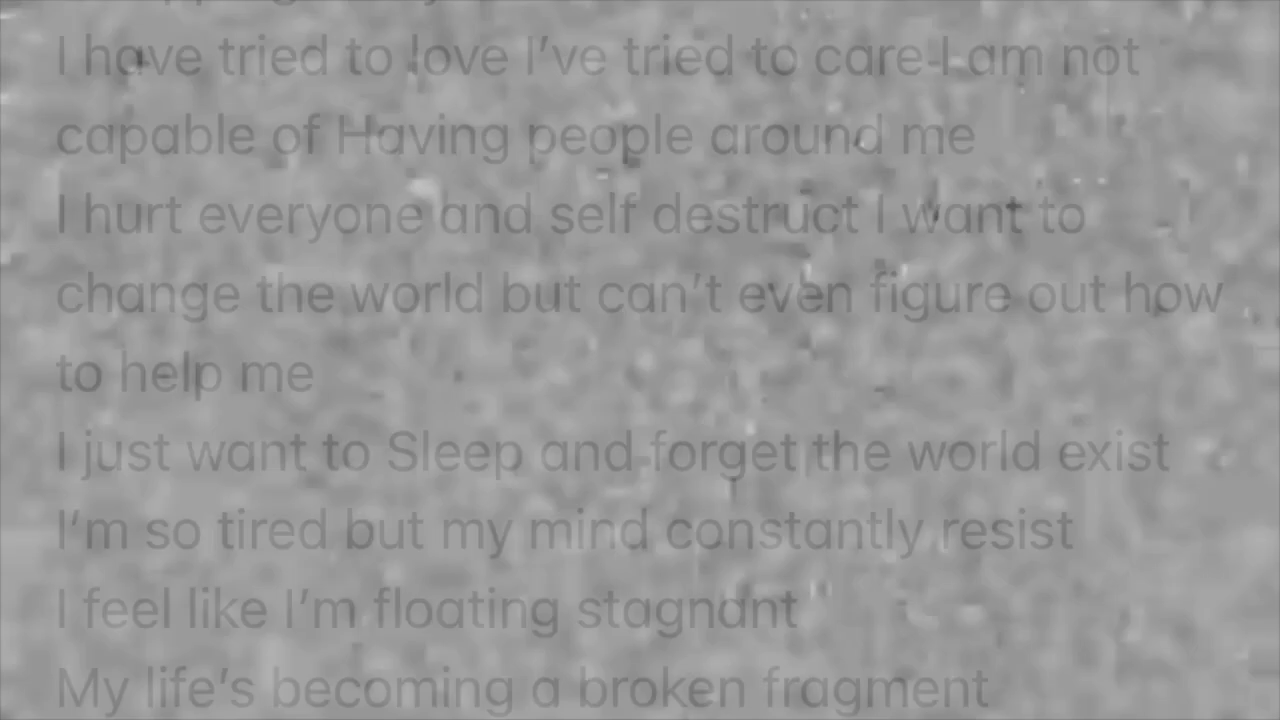 I have tried to love I’ve tried to care I am not
capable of Having people around me
I hurt everyone and self destruct I want to
change the world but can’t even figure out how
to help me
I just want to Sleep and forget the world exist
I’m so tired but my mind constantly resist
I feel like I’m floating stagnant
My life’s becoming a broken fragment